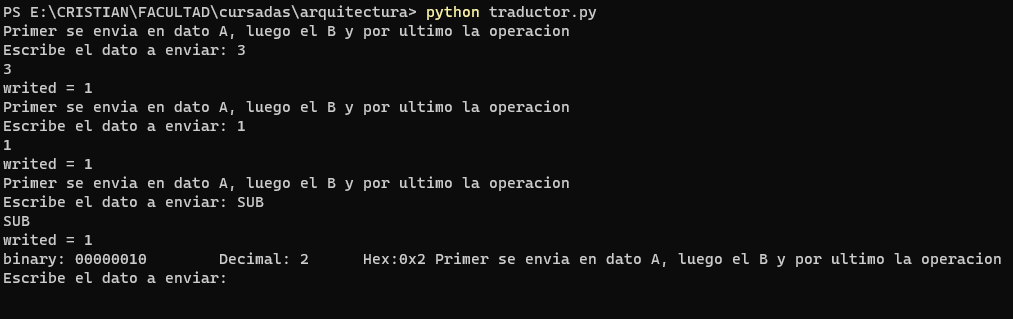 PS E:\CRISTIAN\FACULTAD\cursadas\arquitectura> python traductor.py
Primer se envia en dato A, luego el B y por ultimo la operacion
Escribe el dato a enviar: 3
3
writed = 1
Primer se envia en dato A, luego el B y por ultimo la operacion
Escribe el dato a enviar: 1
1
writed = 1
Primer se envia en dato A, luego el B y por ultimo la operacion
Escribe el dato a enviar: SUB
SUB
writed = 1
binary: 00000010        Decimal: 2      Hex:0x2 Primer se envia en dato A, luego el B y por ultimo la operacion
Escribe el dato a enviar: